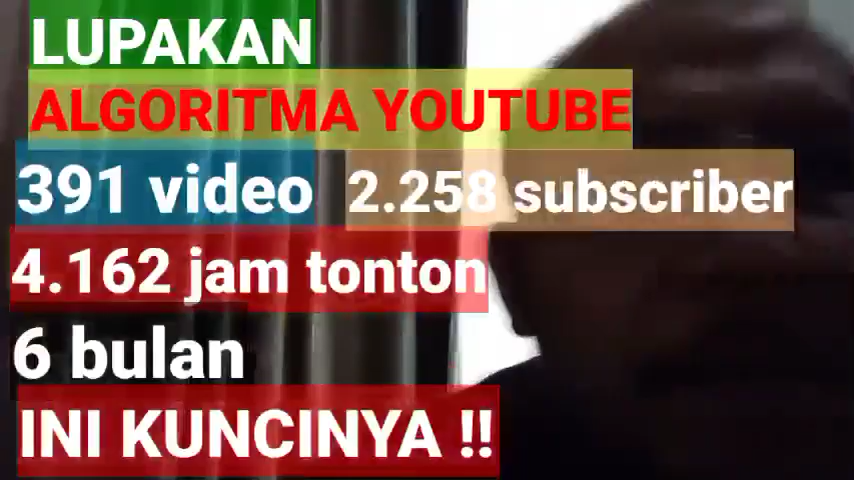 LUPAKAN
ALGORITMA YOUTUBE
391 video 2.258 subscriber
4.162 jam tonton
6 bulan
INI KUNCINYA !!